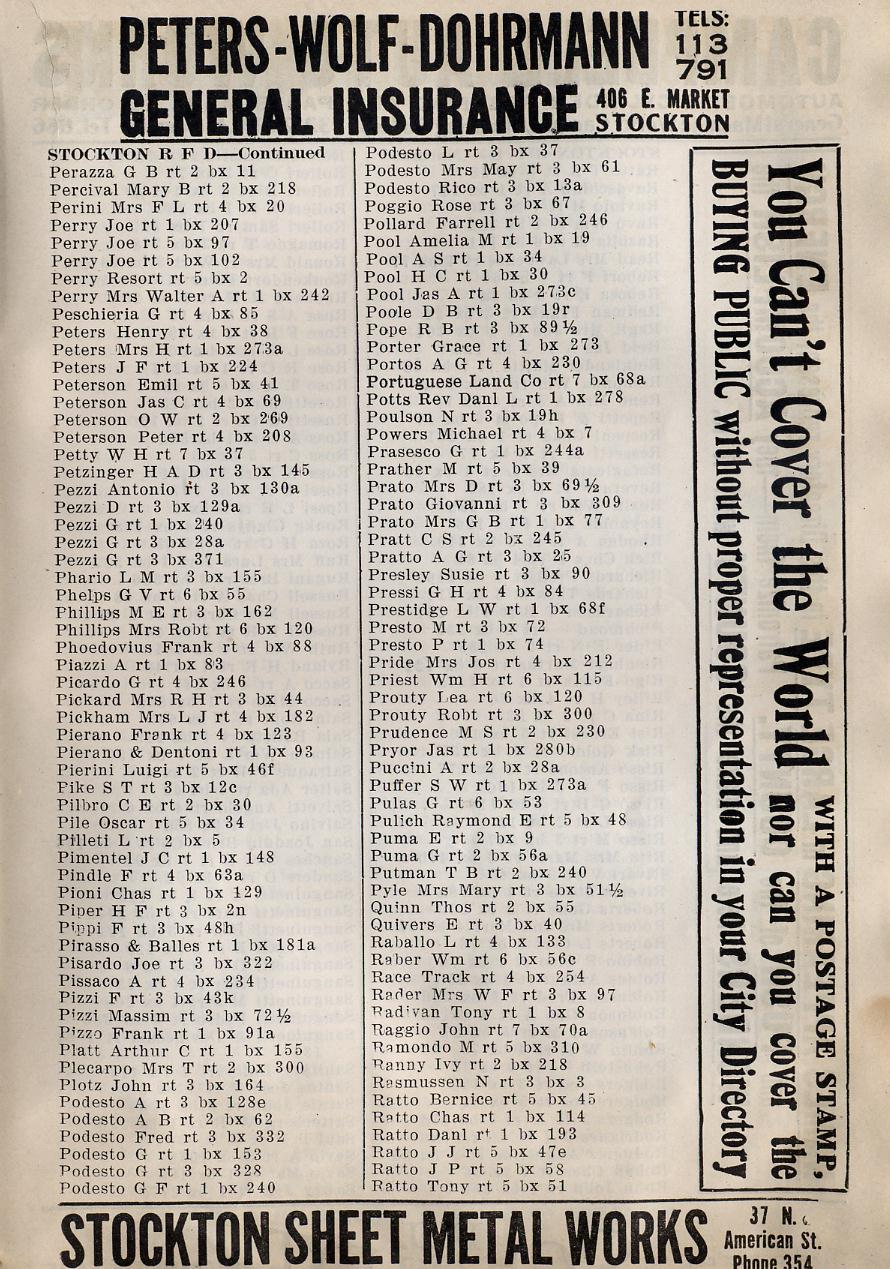 PETERS-WOLF-DOHRMANN
TELS:
113
791
GENERAL INSURANCE
406 E. MARKET
STOCKTON
STOCKTON R F D—Continued
Perazza G B rt 2 bx 11
Percival Mary B rt 2 bx 218
Perini Mrs F L rt 4 bx 20
Perry Joe rt 1 bx 207
Perry Joe rt 5 bx 97
Perry Joe rt 5 bx 102
Perry Resort rt 5 bx 2
Perry Mrs Walter A rt 1 bx 242
Peschieria G rt 4 bx 85
Peters Henry rt 4 bx 38
Peters Mrs H rt 1 bx 273a
Peters J F rt 1 bx 224
Peterson Emil rt 5 bx 41
Peterson Jas C rt 4 bx 69
Peterson O W rt 2 bx 269
Peterson Peter rt 4 bx 208
Petty W H rt 7 bx 37
Petzinger H A D rt 3 bx 145
Pezzi Antonio rt 3 bx 130a
Pezzi D rt 3 bx 129a
Pezzi G rt 1 bx 240
Pezzi G rt 3 bx 28a
Pezzi G rt 3 bx 371
Phario L M rt 3 bx 155
Phelps G V rt 6 bx 55
Phillips M E rt 3 bx 162
Phillips Mrs Robt rt 6 bx 120
Phoedovius Frank rt 4 bx 88
Piazzi A rt 1 bx 83
Picardo G rt 4 bx 246
Pickard Mrs R H rt 3 bx 44
Pickham Mrs L J rt 4 bx 182
Pierano Frank rt 4 bx 123
Pierano & Dentoni rt 1 bx 93
Pierini Luigi rt 5 bx 46f
Pike S T rt 3 bx 12c
Pilbro C E rt 2 bx 30
Pile Oscar rt 5 bx 34
Pilleti L rt 2 bx 5
Pimentel J C rt 1 bx 148
Pindle F rt 4 bx 63a
Pioni Chas rt 1 bx 129
Piper H F rt 3 bx 2n
Pippi F rt 3 bx 48h
Pirasso & Balles rt 1 bx 181a
Pisardo Joe rt 3 bx 322
Pissaco A rt 4 bx 234
Pizzi F rt 3 bx 43k
Pizzi Massim rt 3 bx 72½
Pizzo Frank rt 1 bx 91a
Platt Arthur C rt 1 bx 155
Plecarpo Mrs T rt 2 bx 300
Plotz John rt 3 bx 164
Podesto A rt 3 bx 128e
Podesto A B rt 2 bx 62
Podesto Fred rt 3 bx 332
Podesto G rt 1 bx 153
Podesto G rt 3 bx 328
Podesto G F rt 1 bx 240
Podesto L rt 3 bx 37
Podesto Mrs May rt 3 bx 61
Podesto Rico rt 3 bx 13a
Poggio Rose rt 3 bx 67
Pollard Farrell rt 2 bx 246
Pool Amelia M rt 1 bx 19
Pool A S rt 1 bx 34
Pool H C rt 1 bx 30
Pool Jas A rt 1 bx 273c
Poole D B rt 3 bx 19r
Pope R B rt 3 bx 89½
Porter Grace rt 1 bx 273
Portos A G rt 4 bx 230
Portuguese Land Co rt 7 bx 68a
Potts Rev Danl L rt 1 bx 278
Poulson N rt 3 bx 19h
Powers Michael rt 4 bx 7
Prasesco G rt 1 bx 244a
Prather M rt 5 bx 39
Prato Mrs D rt 3 bx 69½
Prato Giovanni rt 3 bx 309
Prato Mrs G B rt 1 bx 77
Pratt C S rt 2 bx 245
Pratto A G rt 3 bx 25
Presley Susie rt 3 bx 90
Pressi G H rt 4 bx 84
Prestidge L W rt 1 bx 68f
Presto M rt 3 bx 72
Presto P rt 1 bx 74
Pride Mrs Jos rt 4 bx 212
Priest Wm H rt 6 bx 115
Prouty Lea rt 6 bx 120
Prouty Robt rt 3 bx 300
Prudence M S rt 2 bx 230
Pryor Jas rt 1 bx 280b
Puccini A rt 2 bx 28a
Puffer S W rt 1 bx 273a
Pulas G rt 6 bx 53
Pulich Raymond E rt 5 bx 48
Puma E rt 2 bx 9
Puma G rt 2 bx 56a
Putman T B rt 2 bx 240
Pyle Mrs Mary rt 3 bx 51½
Quinn Thos rt 2 bx 55
Quivers E rt 3 bx 40
Raballo L rt 4 bx 133
Raber Wm rt 6 bx 56c
Race Track rt 4 bx 254
Rader Mrs W F rt 3 bx 97
Radivan Tony rt 1 bx 8
Raggio John rt 7 bx 70a
Ramondo M rt 5 bx 310
Ranny Ivy rt 2 bx 218
Rasmussen N rt 3 bx 3
Ratto Bernice rt 5 bx 45
Ratto Chas rt 1 bx 114
Ratto Danl rt 1 bx 193
Ratto J J rt 5 bx 47e
Ratto J P rt 5 bx 58
Ratto Tony rt 5 bx 51
You Can't Cover the World WITH A POSTAGE STAMP,
nor can you cover the
BUYING PUBLIC without proper representation in your City Directory
STOCKTON SHEET METAL WORKS
37 N.
American St.
Phone 354